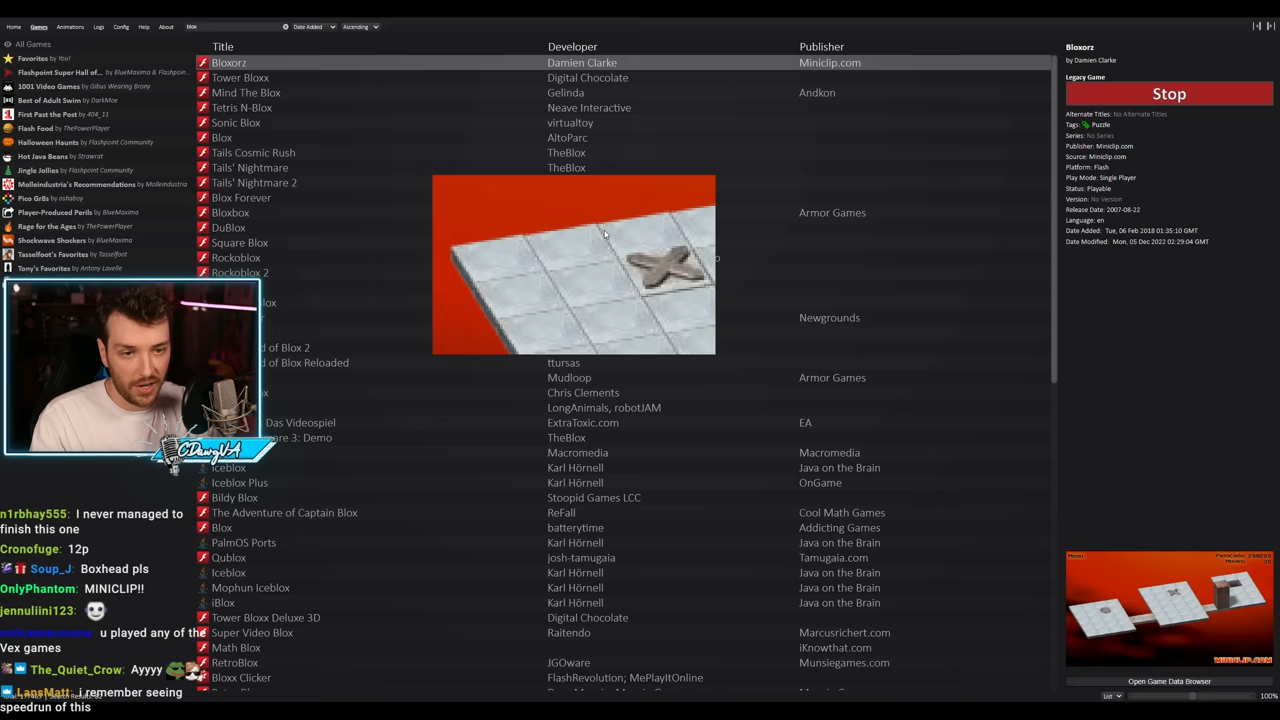 Home Games Animations Logs Config Help About blox Date Added Ascending
All Games
Favorites by You!
Flashpoint Super Hall of... by BlueMaxima & Flashpoin...
1001 Video Games by Gibus Wearing Brony
Best of Adult Swim by DarkMoe
First Past the Post by 404_11
Flash Food by ThePowerPlayer
Halloween Haunts by Flashpoint Community
Hot Java Beans by Strawrat
Jingle Jollies by Flashpoint Community
Molleindustria's Recommendations by Molleindustria
Pico Gr8s by oshaboy
Player-Produced Perils by BlueMaxima
Rage for the Ages by ThePowerPlayer
Shockwave Shockers by BlueMaxima
Tasselfoot's Favorites by Tasselfoot
Tony's Favorites by Antony Lavelle
Title Developer Publisher
Bloxorz Damien Clarke Miniclip.com
Tower Bloxx Digital Chocolate
Mind The Blox Gelinda Andkon
Tetris N-Blox Neave Interactive
Sonic Blox virtualtoy
Blox AltoParc
Tails Cosmic Rush TheBlox
Tails' Nightmare TheBlox
Tails' Nightmare 2
Blox Forever
Bloxbox Armor Games
DuBlox
Square Blox
Rockoblox
Rockoblox 2
lox
Newgrounds
d of Blox 2
d of Blox Reloaded ttursas
Mudloop Armor Games
x Chris Clements
LongAnimals, robotJAM
Das Videospiel ExtraToxic.com EA
are 3: Demo TheBlox
Macromedia Macromedia
Iceblox Karl Hörnell Java on the Brain
Iceblox Plus Karl Hörnell OnGame
Bildy Blox Stoopid Games LCC
The Adventure of Captain Blox ReFall Cool Math Games
Blox batterytime Addicting Games
PalmOS Ports Karl Hörnell Java on the Brain
Qublox josh-tamugaia Tamugaia.com
Iceblox Karl Hörnell Java on the Brain
Mophun Iceblox Karl Hörnell Java on the Brain
iBlox Karl Hörnell Java on the Brain
Tower Bloxx Deluxe 3D Digital Chocolate
Super Video Blox Raitendo Marcusrichert.com
Math Blox iKnowthat.com
RetroBlox JGOware Munsiegames.com
Bloxx Clicker FlashRevolution; MePlayItOnline
Bloxorz
by Damien Clarke
Legacy Game
Stop
Alternate Titles: No Alternate Titles
Tags: Puzzle
Series: No Series
Publisher: Miniclip.com
Source: Miniclip.com
Platform: Flash
Play Mode: Single Player
Status: Playable
Version: No Version
Release Date: 2007-08-22
Language: en
Date Added: Tue, 06 Feb 2018 01:35:10 GMT
Date Modified: Mon, 05 Dec 2022 02:29:04 GMT
Menu
MINICLIP.COM
Open Game Data Browser
List 100%
CDawgVA
n1rbhay555: I never managed to
finish this one
Cronofuge: 12p
Soup_J: Boxhead pls
OnlyPhantom: MINICLIP!!
jennuliini123:
u played any of the
Vex games
The_Quiet_Crow: Ayyyy
LansMatt: i remember seeing
speedrun of this